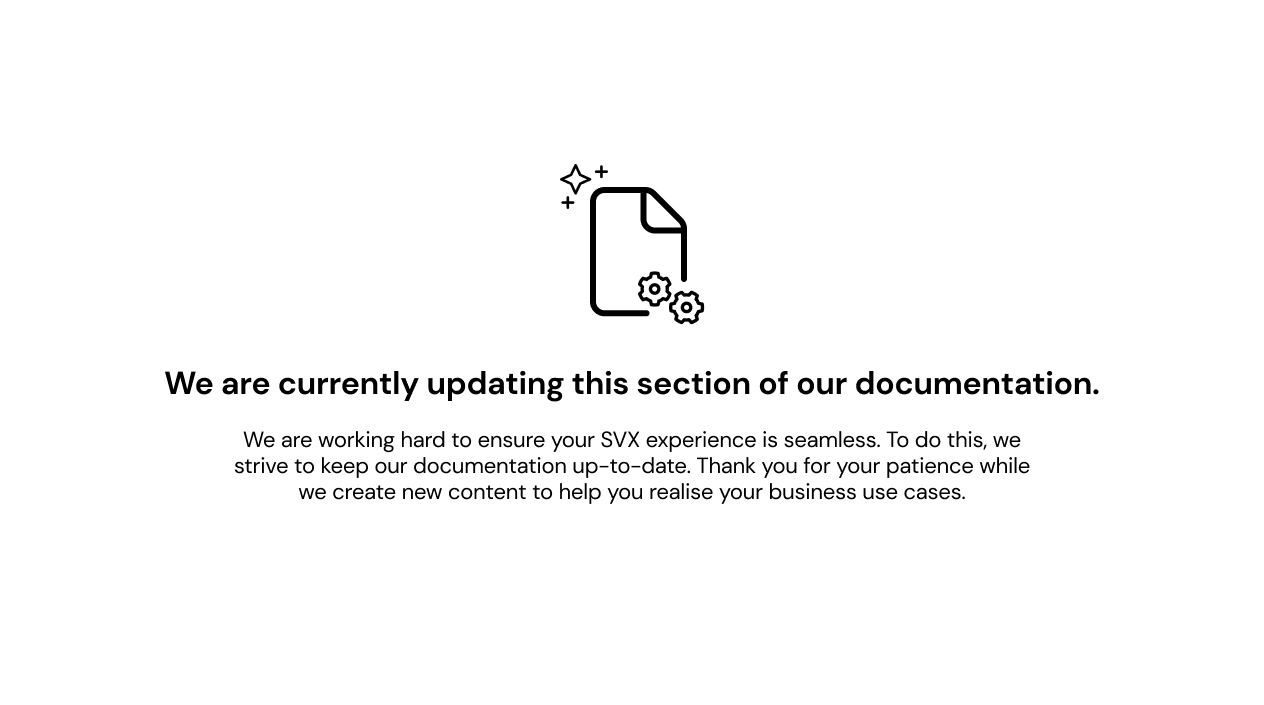 We are currently updating this section of our documentation.
We are working hard to ensure your SVX experience is seamless. To do this, we
strive to keep our documentation up-to-date. Thank you for your patience while
we create new content to help you realise your business use cases.